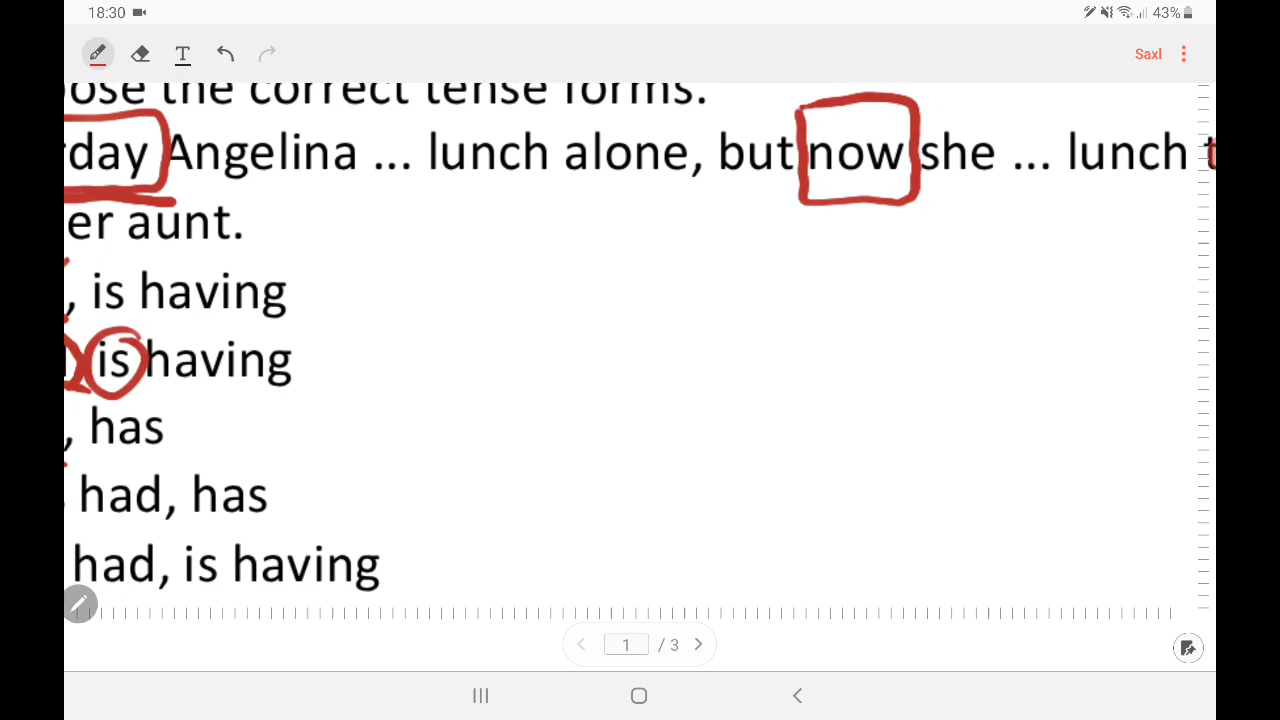 18:30 43%
T Saxl
ose the correct tense forms.
rday Angelina ... lunch alone, but now she ... lunch t
er aunt.
, is having
is having
, has
had, has
had, is having
1 / 3